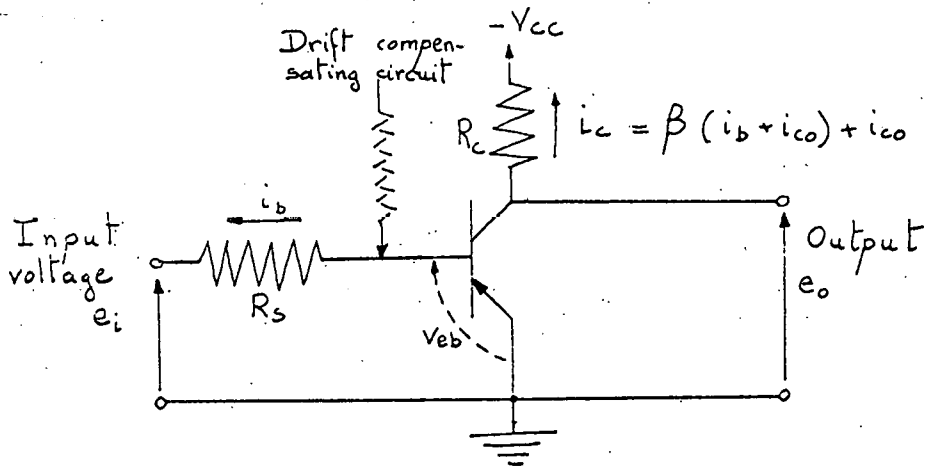 -Vcc
Drift compen-
sating circuit
Rc
ic = β (ib + ico) + ico
ib
Input
voltage
ei
Rs
veb
Output
eo